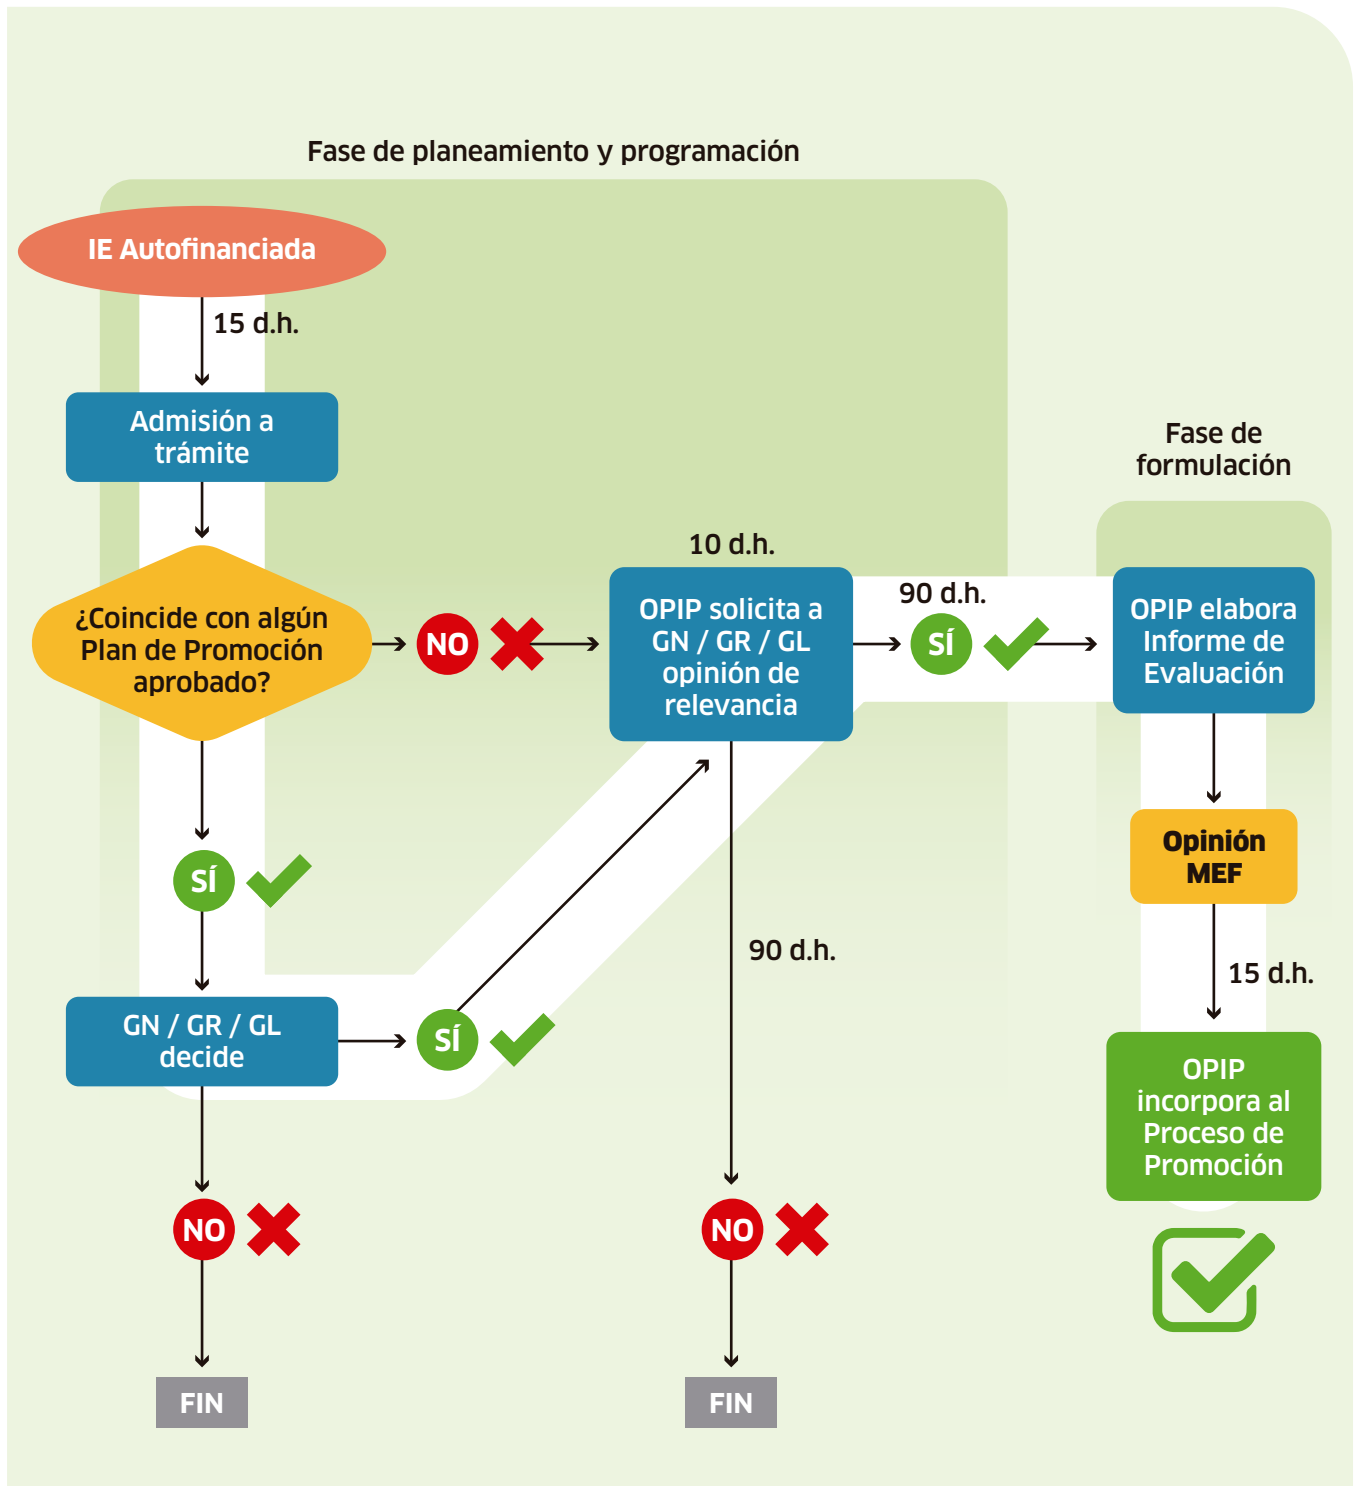 Fase de planeamiento y programación
IE Autofinanciada
15 d.h.
Admisión a
trámite
¿Coincide con algún
Plan de Promoción
aprobado?
NO
10 d.h.
OPIP solicita a
GN / GR / GL
opinión de
relevancia
90 d.h.
SÍ
SÍ
GN / GR / GL
decide
SÍ
90 d.h.
NO
FIN
NO
FIN
Fase de
formulación
OPIP elabora
Informe de
Evaluación
Opinión
MEF
15 d.h.
OPIP
incorpora al
Proceso de
Promoción